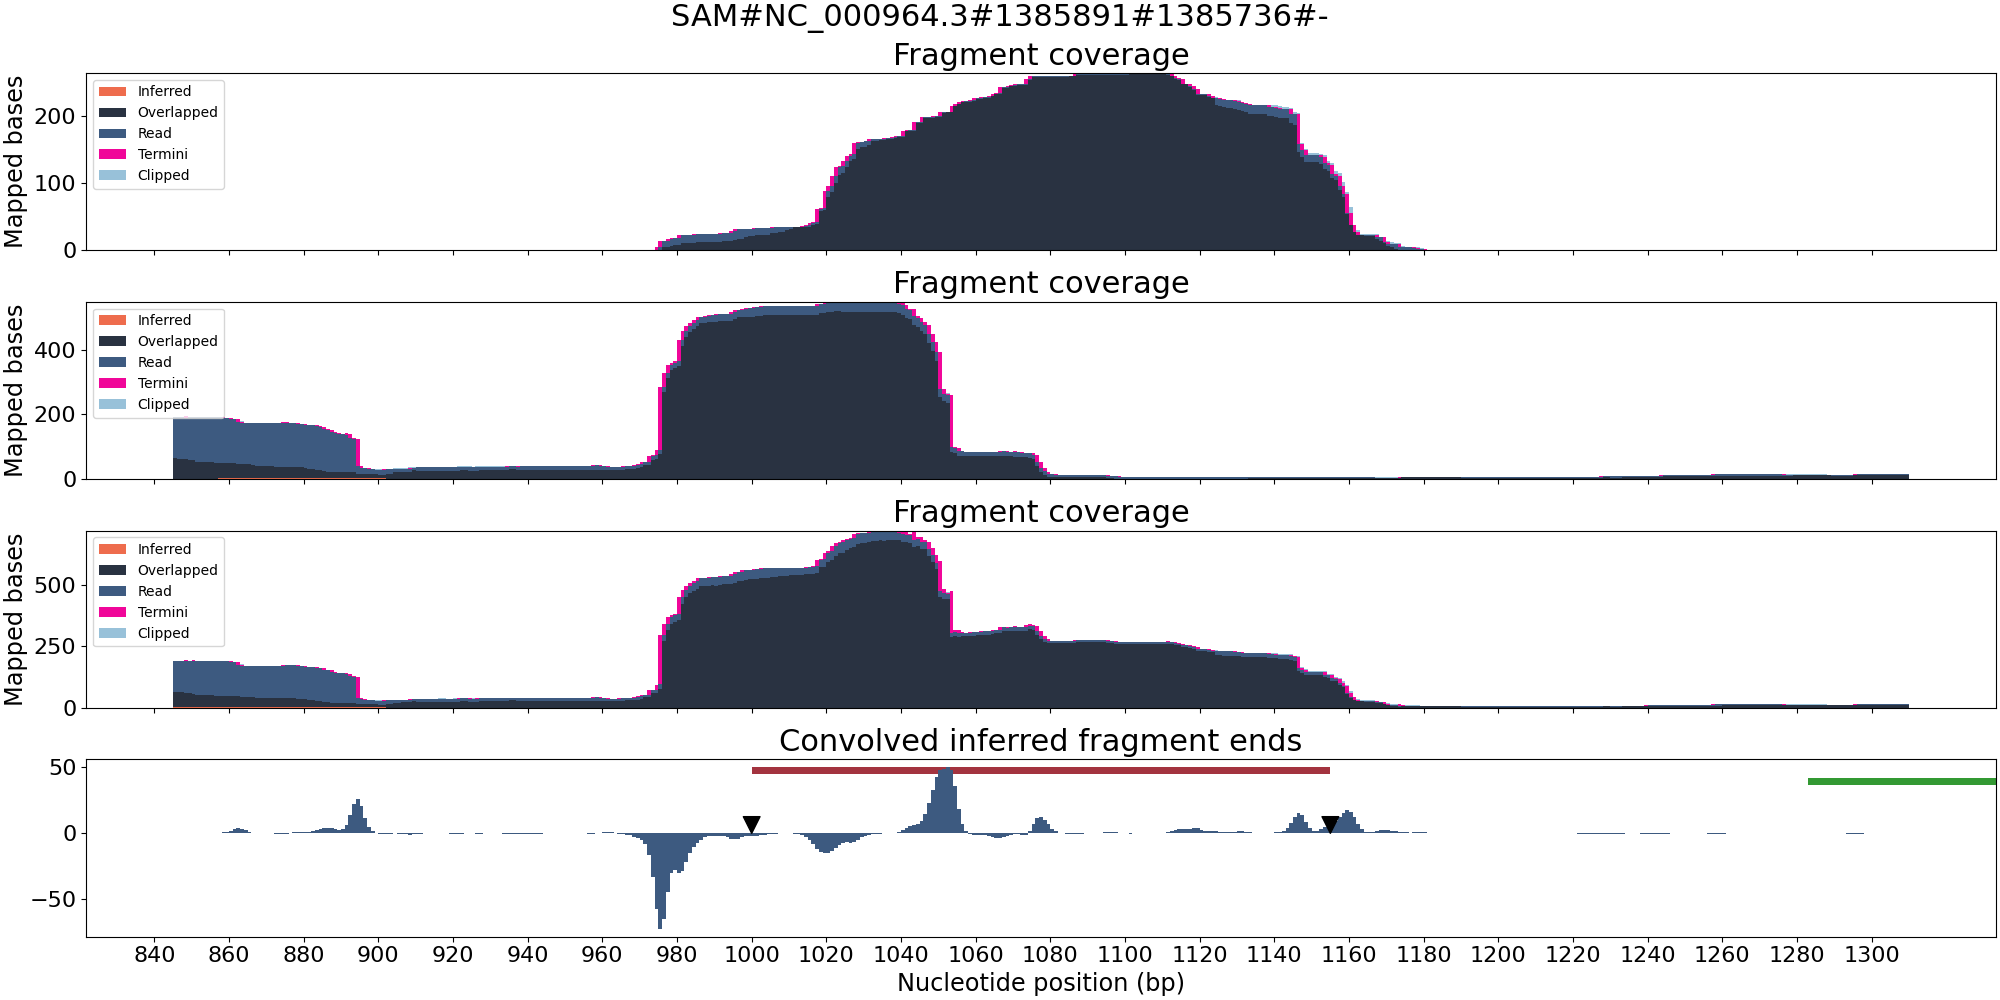 SAM#NC_000964.3#1385891#1385736#-
Fragment coverage
Mapped bases
200
100
0
Inferred
Overlapped
Read
Termini
Clipped
Fragment coverage
Mapped bases
400
200
0
Inferred
Overlapped
Read
Termini
Clipped
Fragment coverage
Mapped bases
500
250
0
Inferred
Overlapped
Read
Termini
Clipped
Convolved inferred fragment ends
50
0
−50
840 860 880 900 920 940 960 980 1000 1020 1040 1060 1080 1100 1120 1140 1160 1180 1200 1220 1240 1260 1280 1300
Nucleotide position (bp)